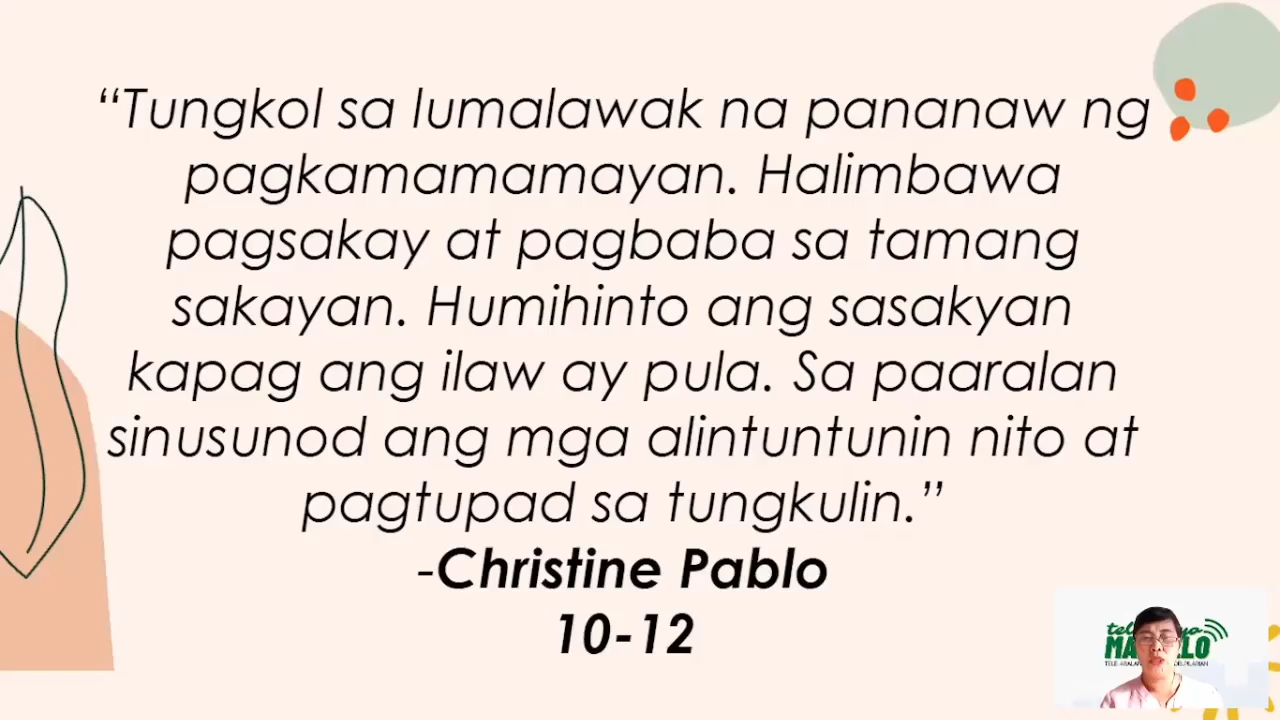 “Tungkol sa lumalawak na pananaw ng
pagkamamamayan. Halimbawa
pagsakay at pagbaba sa tamang
sakayan. Humihinto ang sasakyan
kapag ang ilaw ay pula. Sa paaralan
sinusunod ang mga alintuntunin nito at
pagtupad sa tungkulin.”
-Christine Pablo
10-12